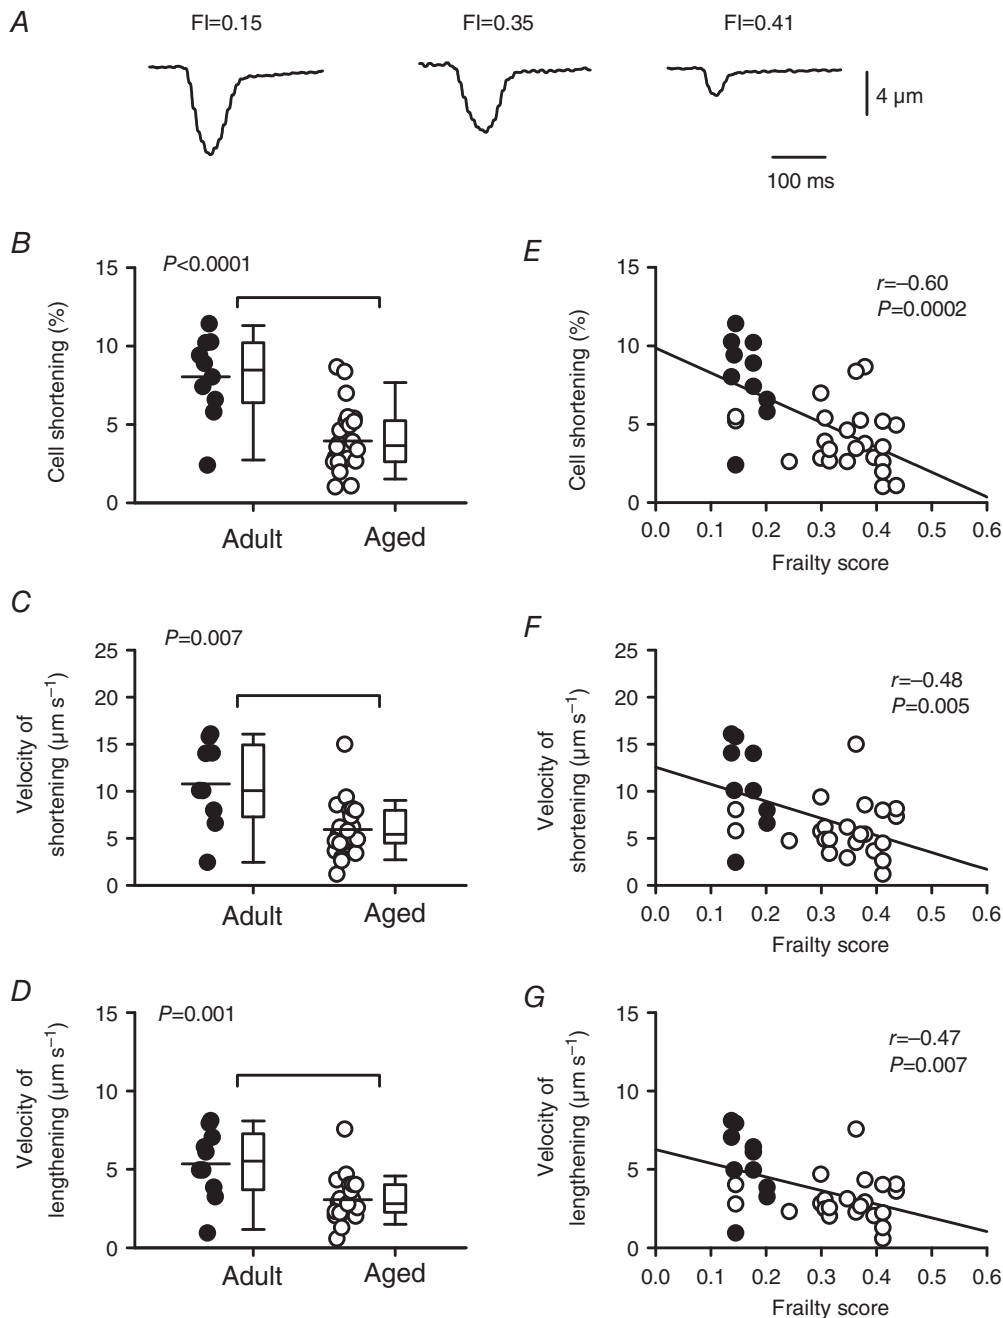 A
FI=0.15
FI=0.35
FI=0.41
4 µm
100 ms
B
P<0.0001
15
10
5
0
Cell shortening (%)
Adult
Aged
E
r=–0.60
P=0.0002
15
10
5
0
Cell shortening (%)
0.0 0.1 0.2 0.3 0.4 0.5 0.6
Frailty score
C
P=0.007
25
20
15
10
5
0
Velocity of
shortening (µm s⁻¹)
Adult
Aged
F
r=–0.48
P=0.005
25
20
15
10
5
0
Velocity of
shortening (µm s⁻¹)
0.0 0.1 0.2 0.3 0.4 0.5 0.6
Frailty score
D
P=0.001
15
10
5
0
Velocity of
lengthening (µm s⁻¹)
Adult
Aged
G
r=–0.47
P=0.007
15
10
5
0
Velocity of
lengthening (µm s⁻¹)
0.0 0.1 0.2 0.3 0.4 0.5 0.6
Frailty score